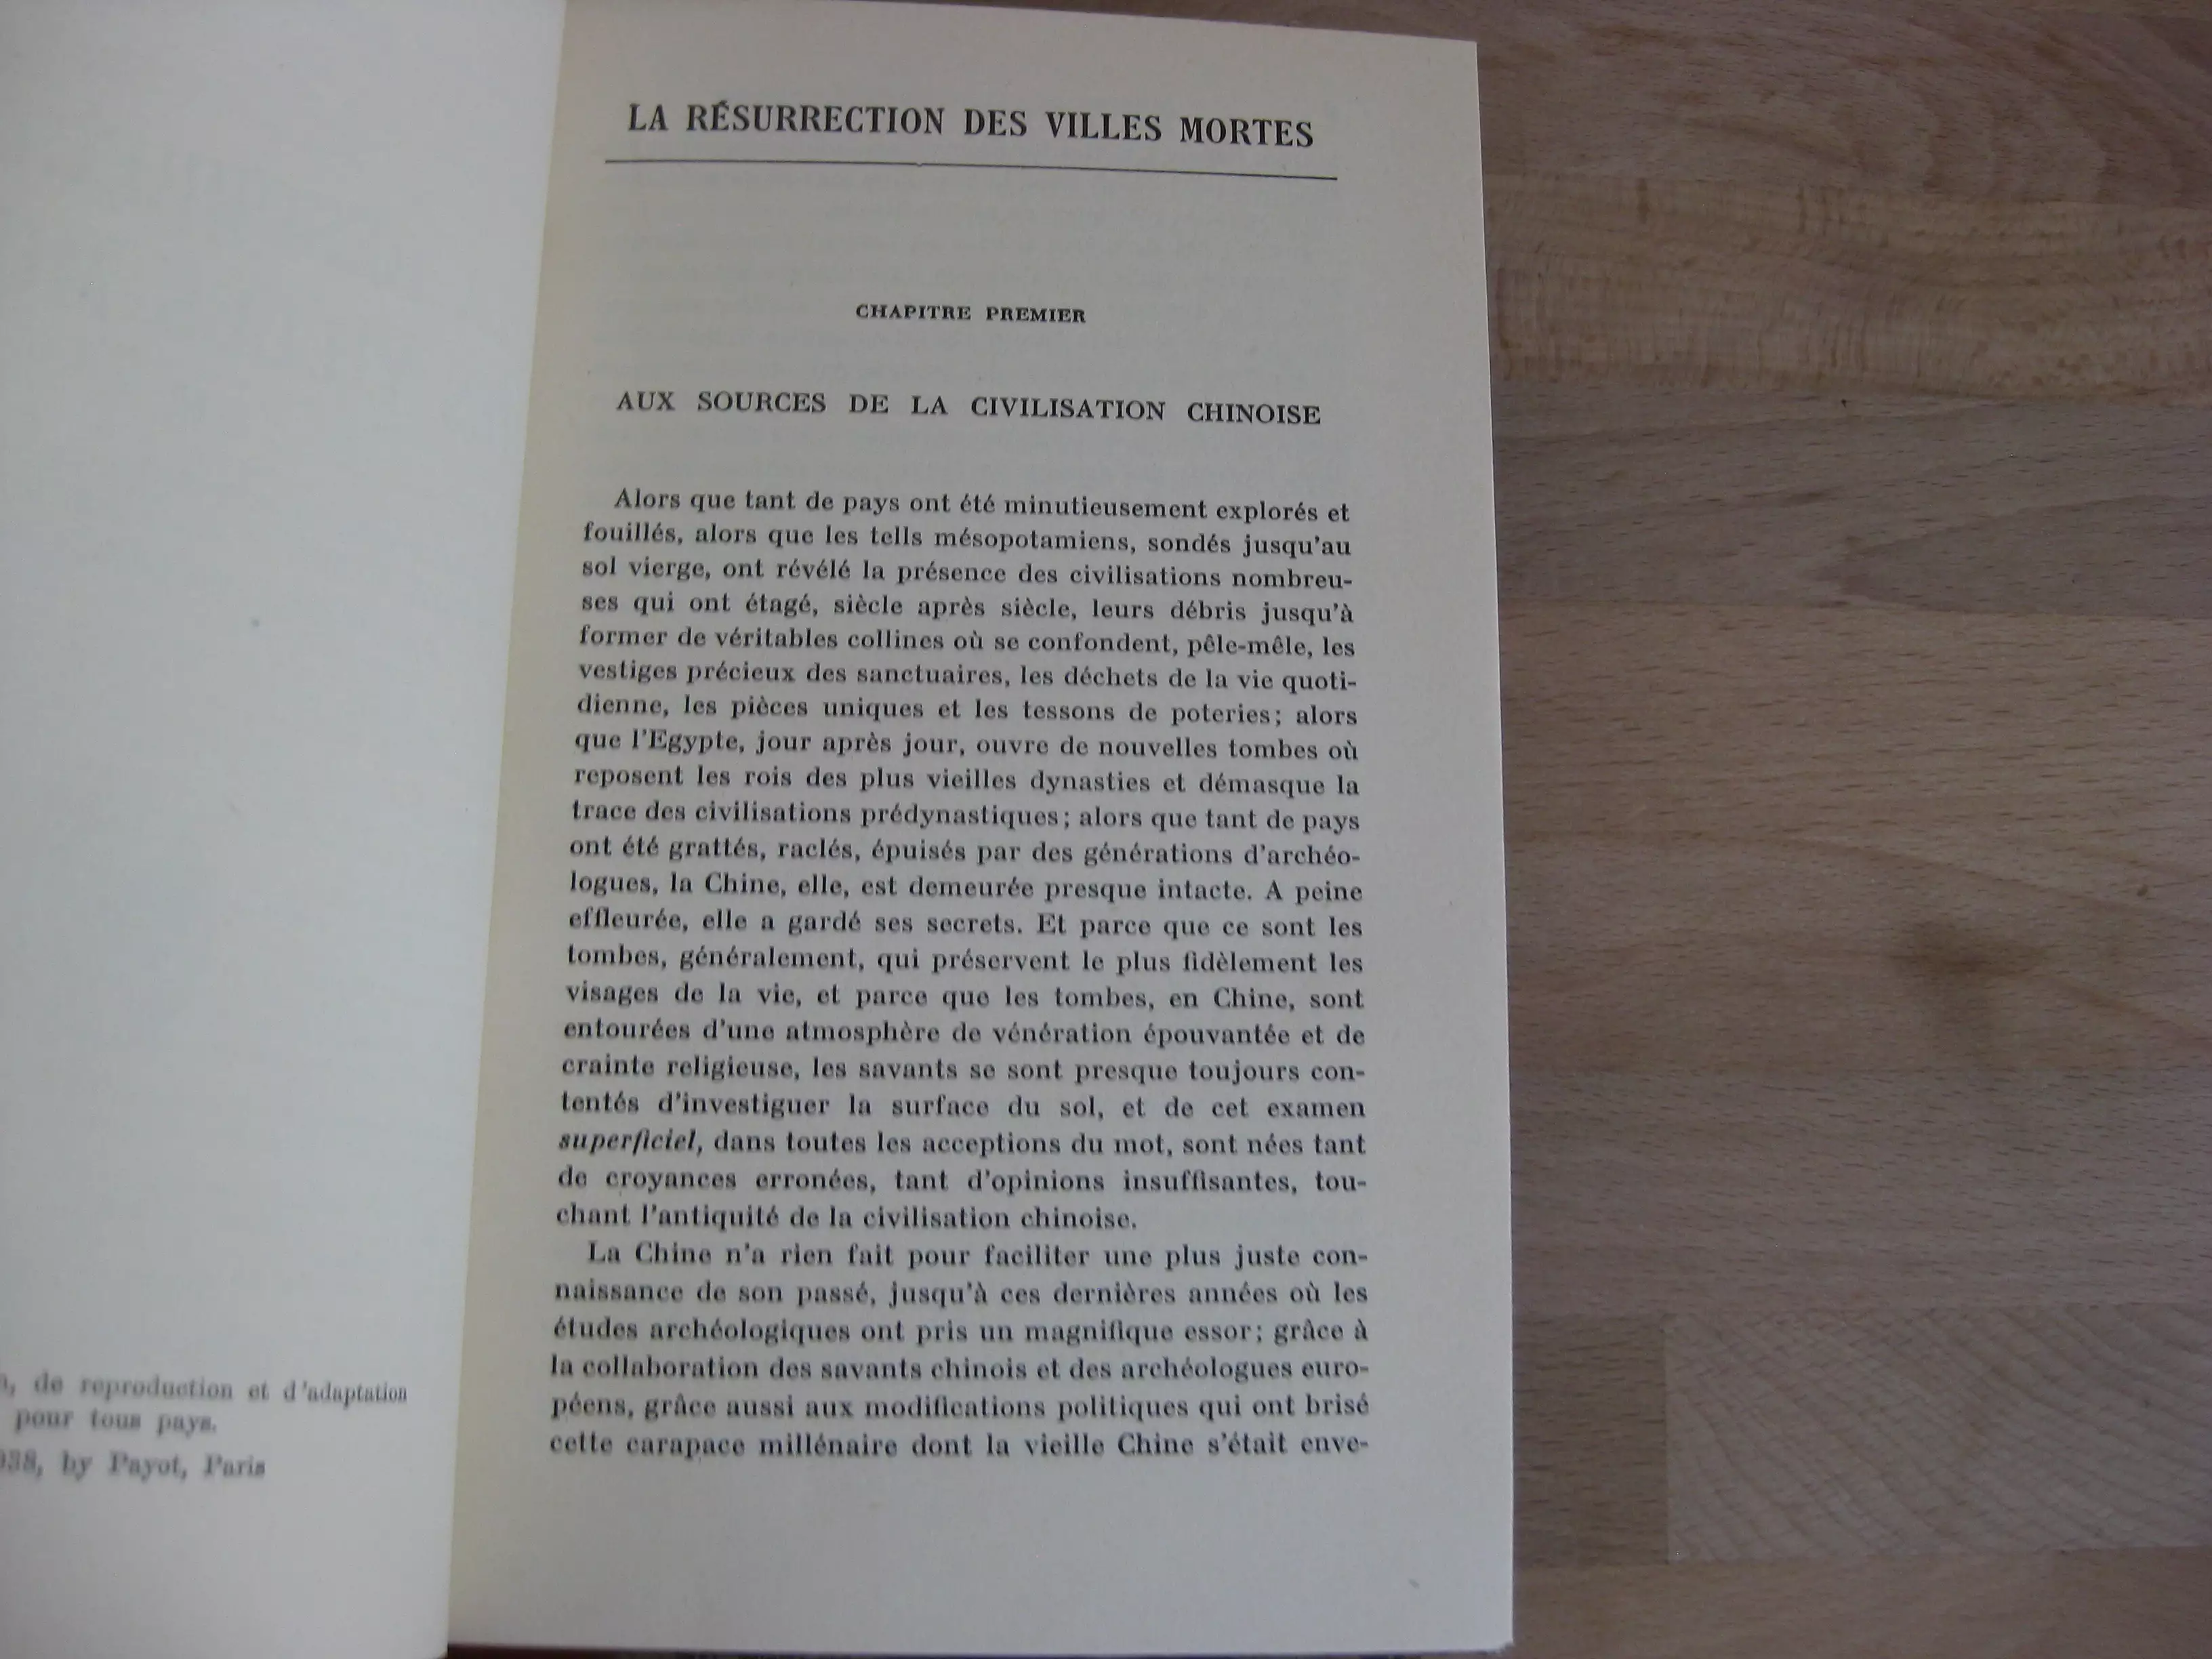 de reproduction et d'adaptation
pour tous pays.
by Payot, Paris
LA RÉSURRECTION DES VILLES MORTES
CHAPITRE PREMIER
AUX SOURCES DE LA CIVILISATION CHINOISE
Alors que tant de pays ont été minutieusement explorés et
fouillés, alors que les tells mésopotamiens, sondés jusqu'au
sol vierge, ont révélé la présence des civilisations nombreu-
ses qui ont étagé, siècle après siècle, leurs débris jusqu'à
former de véritables collines où se confondent, pêle-mêle, les
vestiges précieux des sanctuaires, les déchets de la vie quoti-
dienne, les pièces uniques et les tessons de poteries; alors
que l'Egypte, jour après jour, ouvre de nouvelles tombes où
reposent les rois des plus vieilles dynasties et démasque la
trace des civilisations prédynastiques; alors que tant de pays
ont été grattés, raclés, épuisés par des générations d'archéo-
logues, la Chine, elle, est demeurée presque intacte. A peine
effleurée, elle a gardé ses secrets. Et parce que ce sont les
tombes, généralement, qui préservent le plus fidèlement les
visages de la vie, et parce que les tombes, en Chine, sont
entourées d'une atmosphère de vénération épouvantée et de
crainte religieuse, les savants se sont presque toujours con-
tentés d'investiguer la surface du sol, et de cet examen
superficiel, dans toutes les acceptions du mot, sont nées tant
de croyances erronées, tant d'opinions insuffisantes, tou-
chant l'antiquité de la civilisation chinoise.
La Chine n'a rien fait pour faciliter une plus juste con-
naissance de son passé, jusqu'à ces dernières années où les
études archéologiques ont pris un magnifique essor; grâce à
la collaboration des savants chinois et des archéologues euro-
péens, grâce aussi aux modifications politiques qui ont brisé
cette carapace millénaire dont la vieille Chine s'était enve-